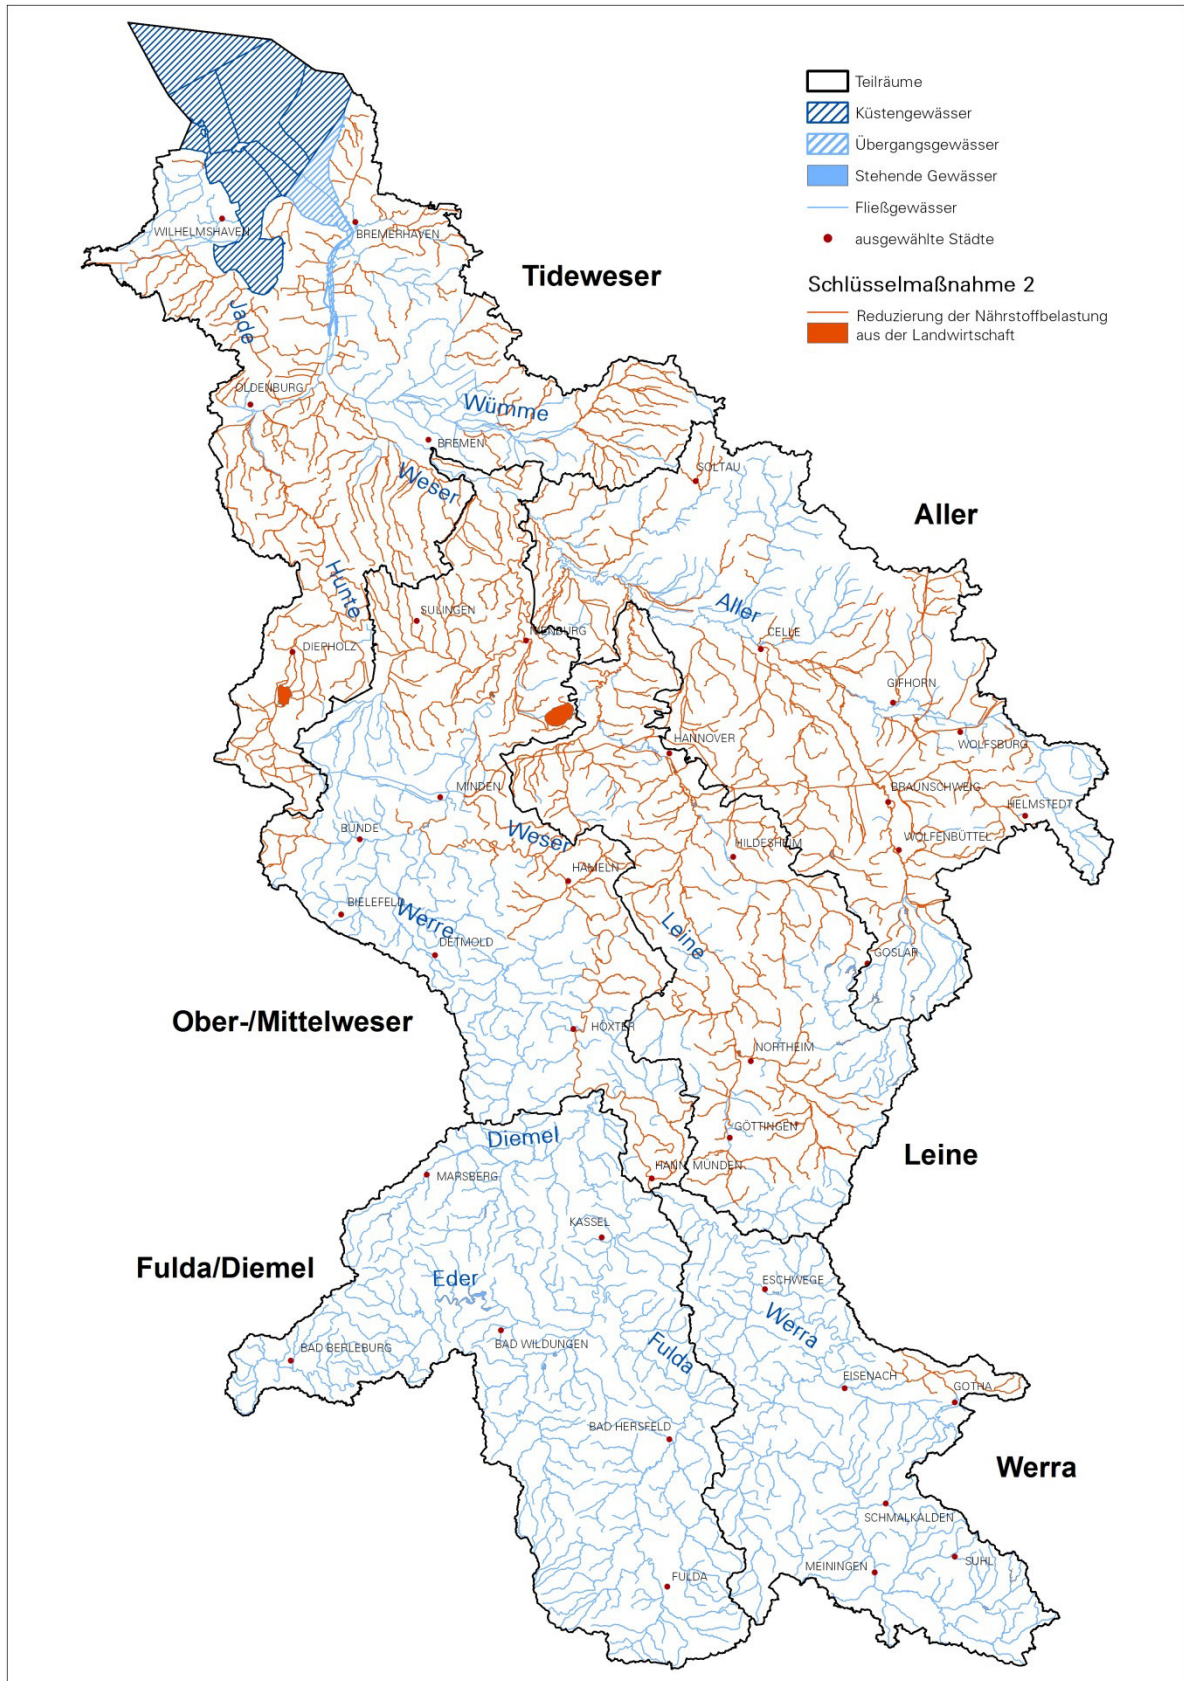 Teilräume
Küstengewässer
Übergangsgewässer
Stehende Gewässer
Fließgewässer
ausgewählte Städte
Schlüsselmaßnahme 2
Reduzierung der Nährstoffbelastung
aus der Landwirtschaft
WILHELMSHAVEN
BREMERHAVEN
Tideweser
Jade
OLDENBURG
Wümme
BREMEN
Weser
SOLTAU
Aller
Hunte
Aller
SULINGEN
NIENBURG
CELLE
DIEPHOLZ
GIFHORN
HANNOVER
WOLFSBURG
MINDEN
BRAUNSCHWEIG
HELMSTEDT
BÜNDE
Weser
HILDESHEIM
WOLFENBÜTTEL
HAMELN
BIELEFELD
Werre
Leine
DETMOLD
GOSLAR
Ober-/Mittelweser
HÖXTER
NORTHEIM
Diemel
GÖTTINGEN
Leine
MARSBERG
HANN. MÜNDEN
KASSEL
Fulda/Diemel
Eder
ESCHWEGE
Werra
BAD BERLEBURG
BAD WILDUNGEN
Fulda
EISENACH
GOTHA
BAD HERSFELD
Werra
SCHMALKALDEN
MEININGEN
SUHL
FULDA